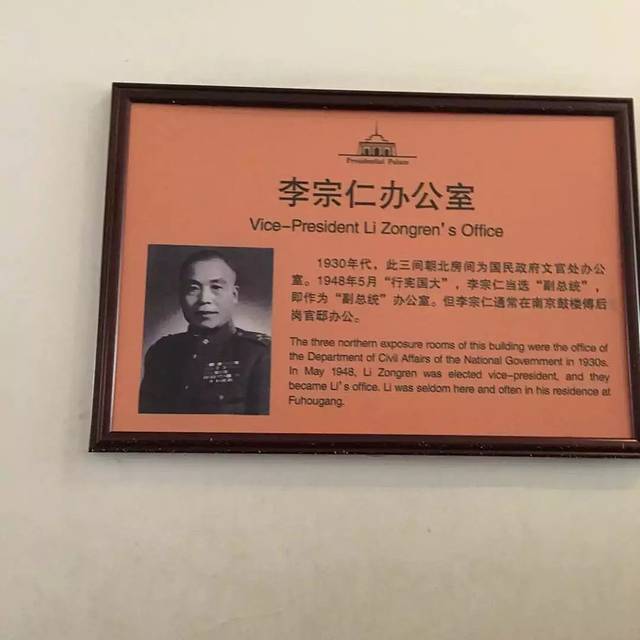 Presidential Palace
李宗仁办公室
Vice-President Li Zongren's Office
1930年代，此三间朝北房间为国民政府文官处办公
室。1948年5月“行宪国大”，李宗仁当选“副总统”，
即作为“副总统”办公室。但李宗仁通常在南京鼓楼傅后
岗官邸办公。
The three northern exposure rooms of this building were the office of
the Department of Civil Affairs of the National Government in 1930s.
In May 1948, Li Zongren was elected vice-president, and they
became Li's office. Li was seldom here and often in his residence at
Fuhougang.